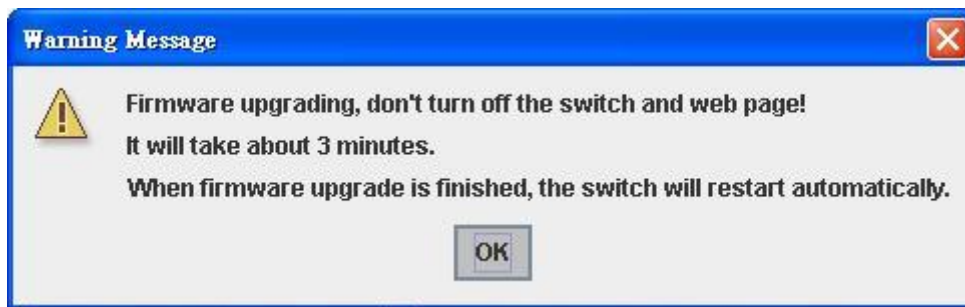 Warning Message
Firmware upgrading, don't turn off the switch and web page!
It will take about 3 minutes.
When firmware upgrade is finished, the switch will restart automatically.
OK